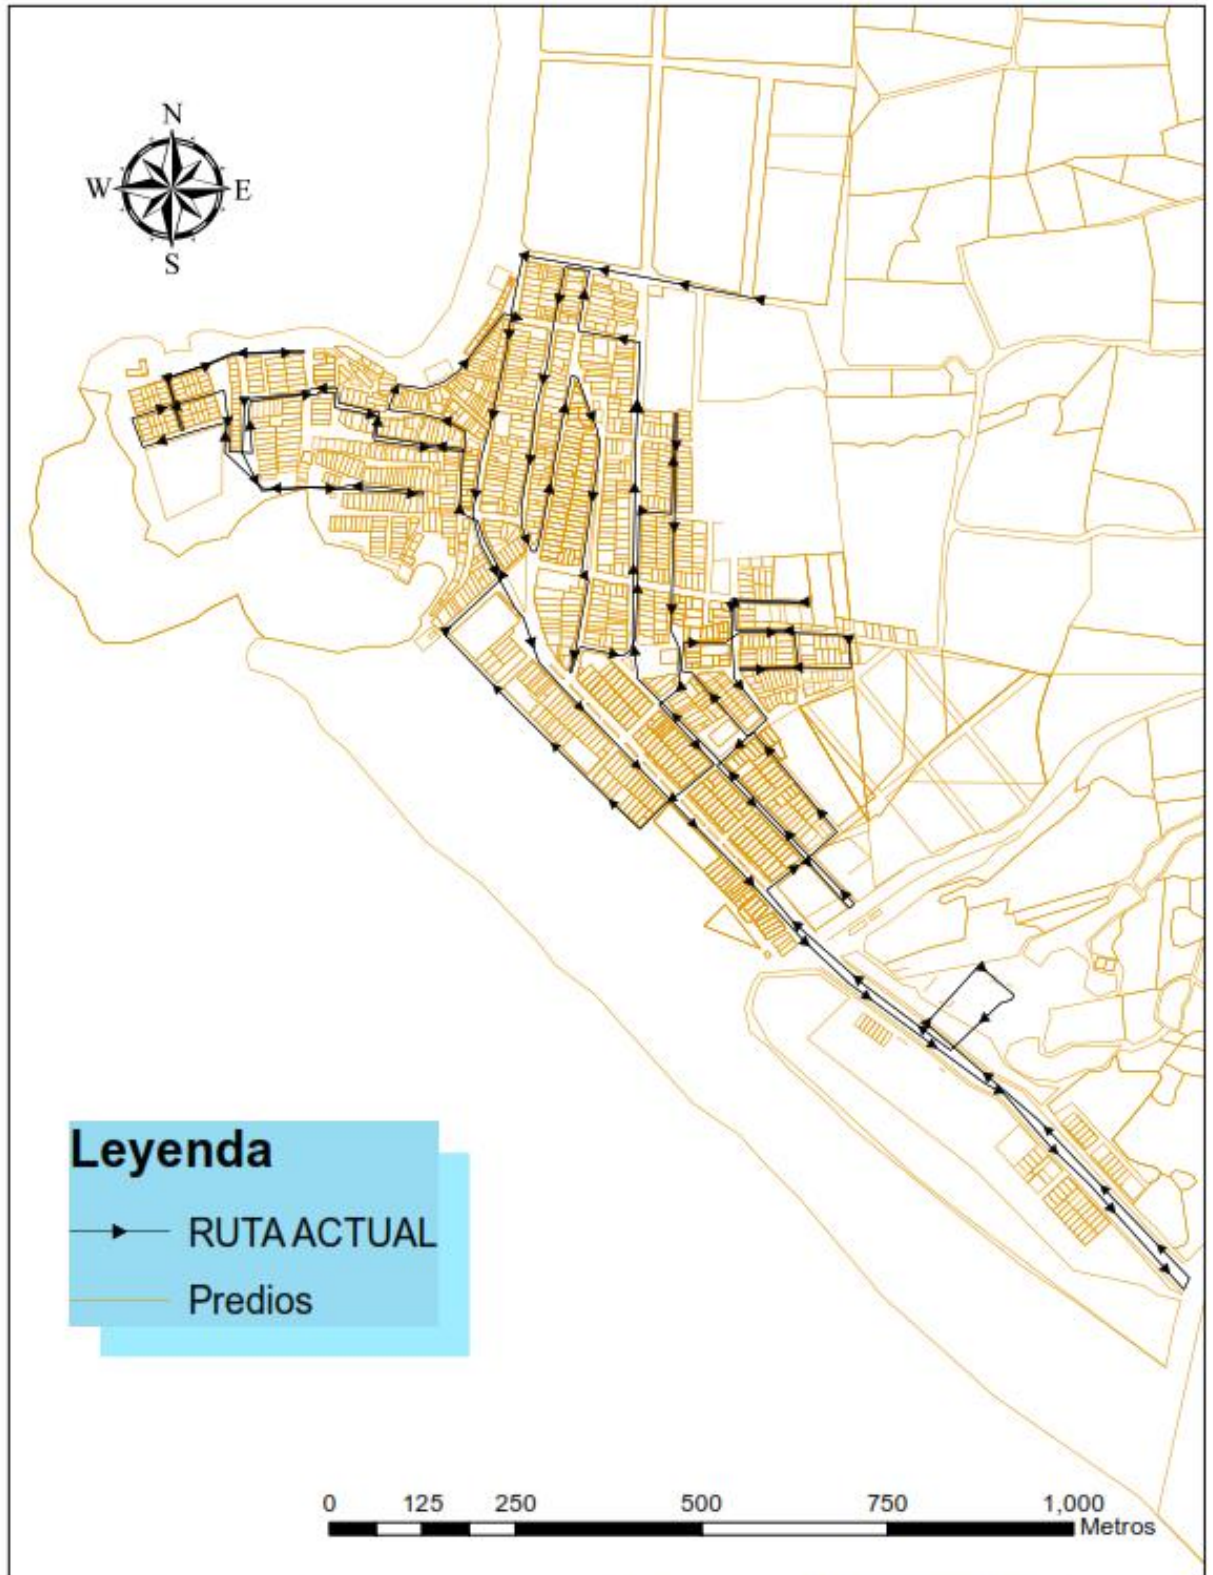 N
W E
S
Leyenda
RUTA ACTUAL
Predios
0 125 250 500 750 1,000
Metros